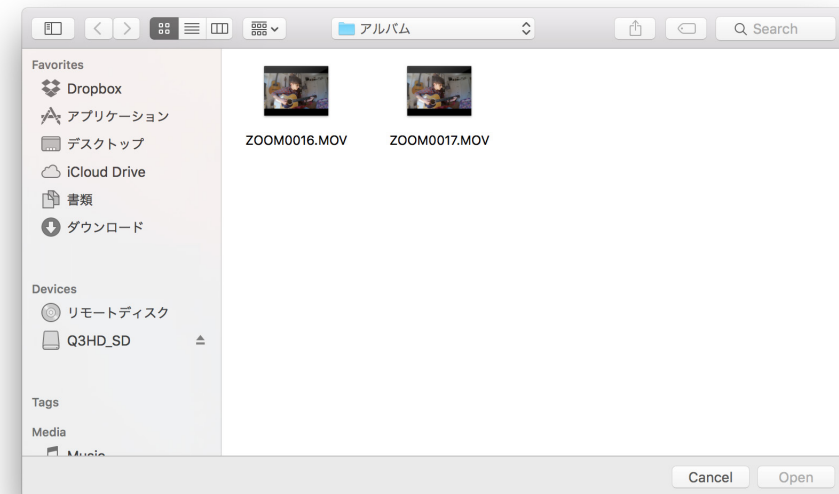 アルバム
Search
Favorites
Dropbox
アプリケーション
デスクトップ
iCloud Drive
書類
ダウンロード
Devices
リモートディスク
Q3HD_SD
Tags
Media
Music
ZOOM0016.MOV
ZOOM0017.MOV
Cancel
Open